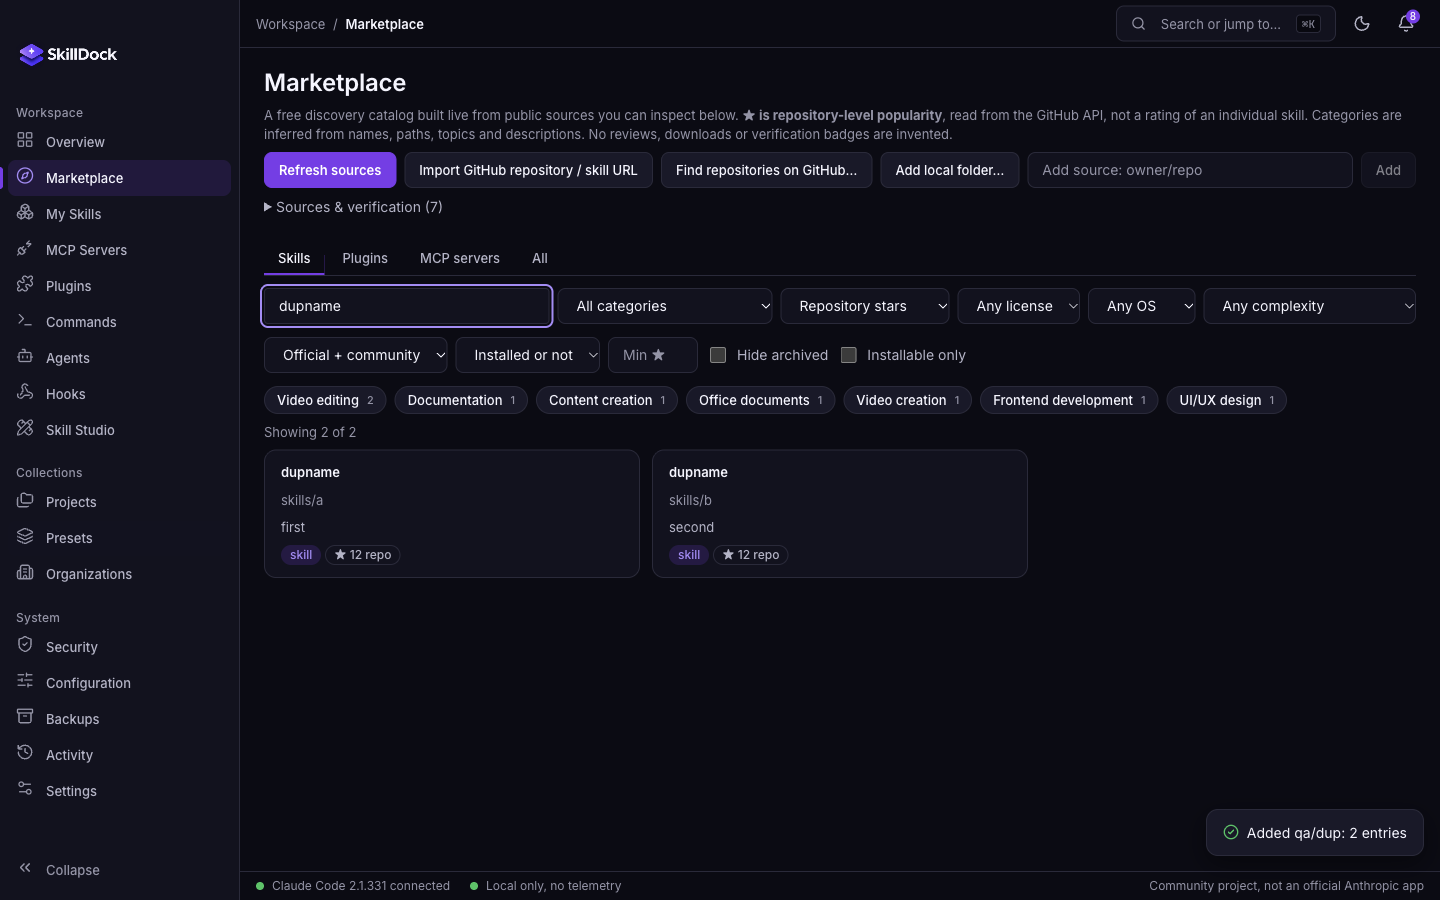 SkillDock
Workspace / Marketplace
Search or jump to... ⌘K
8
Workspace
Overview
Marketplace
My Skills
MCP Servers
Plugins
Commands
Agents
Hooks
Skill Studio
Collections
Projects
Presets
Organizations
System
Security
Configuration
Backups
Activity
Settings
Collapse
Marketplace
A free discovery catalog built live from public sources you can inspect below. ★ is repository-level popularity, read from the GitHub API, not a rating of an individual skill. Categories are
inferred from names, paths, topics and descriptions. No reviews, downloads or verification badges are invented.
Refresh sources Import GitHub repository / skill URL Find repositories on GitHub... Add local folder... Add source: owner/repo Add
▶ Sources & verification (7)
Skills Plugins MCP servers All
dupname All categories Repository stars Any license Any OS Any complexity
Official + community Installed or not Min ★ Hide archived Installable only
Video editing 2 Documentation 1 Content creation 1 Office documents 1 Video creation 1 Frontend development 1 UI/UX design 1
Showing 2 of 2
dupname
skills/a
first
skill ★ 12 repo
dupname
skills/b
second
skill ★ 12 repo
Added qa/dup: 2 entries
Claude Code 2.1.331 connected Local only, no telemetry Community project, not an official Anthropic app